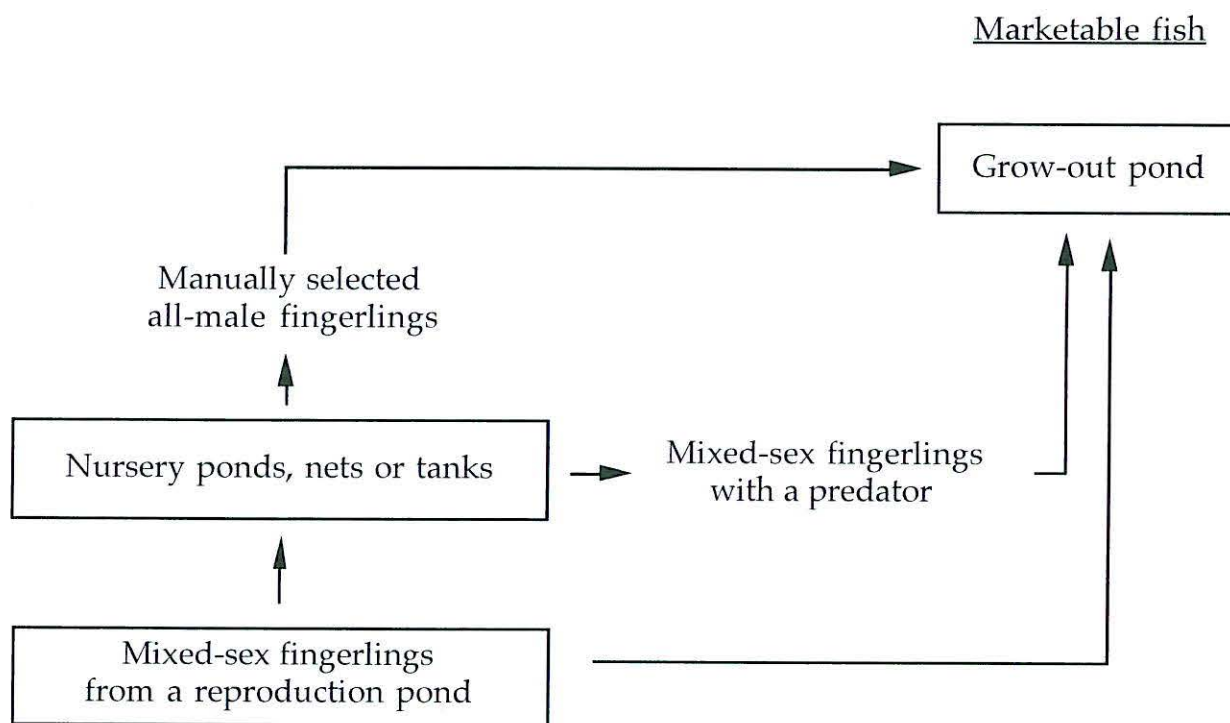 Marketable fish
Grow-out pond
Manually selected
all-male fingerlings
Nursery ponds, nets or tanks
Mixed-sex fingerlings
with a predator
Mixed-sex fingerlings
from a reproduction pond